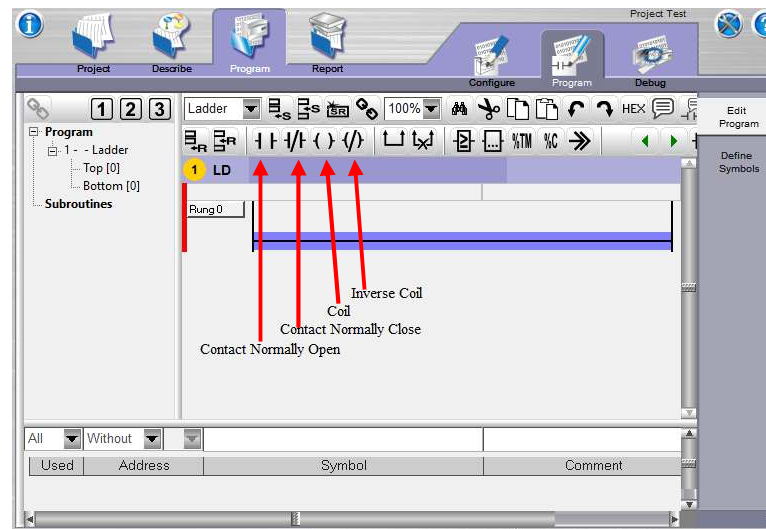 Project Test
Project
Describe
Program
Report
Configure
Program
Debug
1 2 3
Ladder
S
S
SR
100%
HEX
Edit
Program
Program
1 - - Ladder
Top [0]
Bottom [0]
Subroutines
R
R
%TM
%C
Define
Symbols
1 LD
Rung 0
Inverse Coil
Coil
Contact Normally Close
Contact Normally Open
All
Without
Used
Address
Symbol
Comment